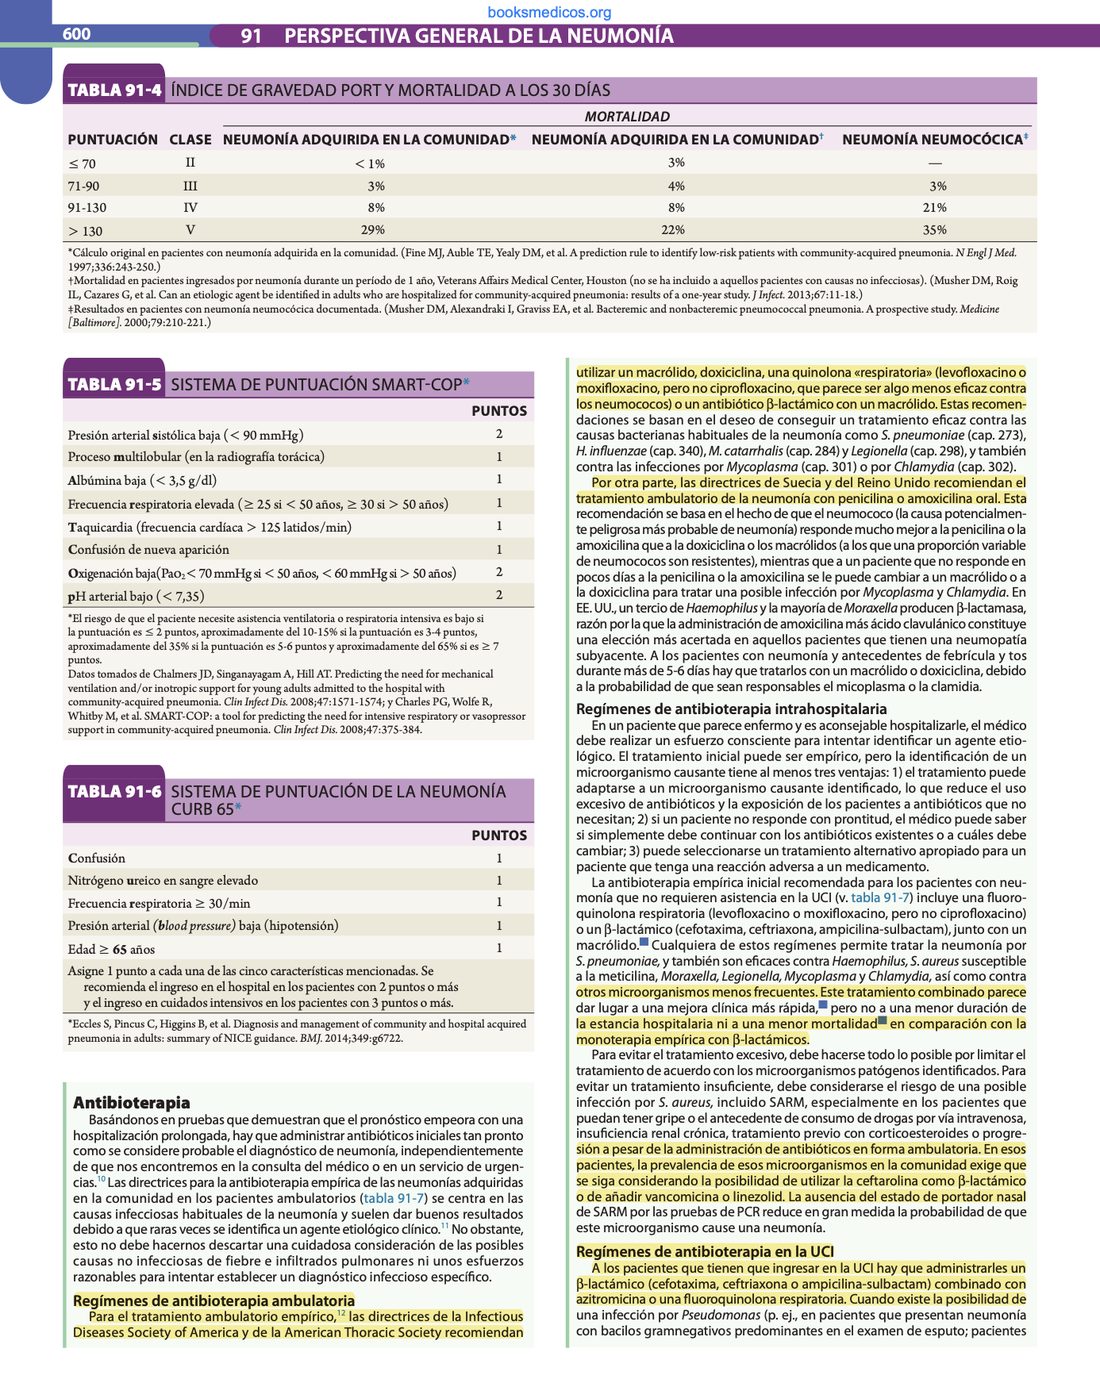 booksmedicos.org
600
91 PERSPECTIVA GENERAL DE LA NEUMONÍA
TABLA 91-4 ÍNDICE DE GRAVEDAD PORT Y MORTALIDAD A LOS 30 DÍAS
MORTALIDAD
PUNTUACIÓN CLASE NEUMONÍA ADQUIRIDA EN LA COMUNIDAD* NEUMONÍA ADQUIRIDA EN LA COMUNIDAD† NEUMONÍA NEUMOCÓCICA‡
≤ 70 II < 1% 3% —
71-90 III 3% 4% 3%
91-130 IV 8% 8% 21%
> 130 V 29% 22% 35%
*Cálculo original en pacientes con neumonía adquirida en la comunidad. (Fine MJ, Auble TE, Yealy DM, et al. A prediction rule to identify low-risk patients with community-acquired pneumonia. N Engl J Med.
1997;336:243-250.)
†Mortalidad en pacientes ingresados por neumonía durante un período de 1 año, Veterans Affairs Medical Center, Houston (no se ha incluido a aquellos pacientes con causas no infecciosas). (Musher DM, Roig
IL, Cazares G, et al. Can an etiologic agent be identified in adults who are hospitalized for community-acquired pneumonia: results of a one-year study. J Infect. 2013;67:11-18.)
‡Resultados en pacientes con neumonía neumocócica documentada. (Musher DM, Alexandraki I, Graviss EA, et al. Bacteremic and nonbacteremic pneumococcal pneumonia. A prospective study. Medicine
[Baltimore]. 2000;79:210-221.)
TABLA 91-5 SISTEMA DE PUNTUACIÓN SMART-COP*
PUNTOS
Presión arterial sistólica baja (< 90 mmHg) 2
Proceso multilobular (en la radiografía torácica) 1
Albúmina baja (< 3,5 g/dl) 1
Frecuencia respiratoria elevada (≥ 25 si < 50 años, ≥ 30 si > 50 años) 1
Taquicardia (frecuencia cardíaca > 125 latidos/min) 1
Confusión de nueva aparición 1
Oxigenación baja(PaO2 < 70 mmHg si < 50 años, < 60 mmHg si > 50 años) 2
pH arterial bajo (< 7,35) 2
*El riesgo de que el paciente necesite asistencia ventilatoria o respiratoria intensiva es bajo si
la puntuación es ≤ 2 puntos, aproximadamente del 10-15% si la puntuación es 3-4 puntos,
aproximadamente del 35% si la puntuación es 5-6 puntos y aproximadamente del 65% si es ≥ 7
puntos.
Datos tomados de Chalmers JD, Singanayagam A, Hill AT. Predicting the need for mechanical
ventilation and/or inotropic support for young adults admitted to the hospital with
community-acquired pneumonia. Clin Infect Dis. 2008;47:1571-1574; y Charles PG, Wolfe R,
Whitby M, et al. SMART-COP: a tool for predicting the need for intensive respiratory or vasopressor
support in community-acquired pneumonia. Clin Infect Dis. 2008;47:375-384.
TABLA 91-6 SISTEMA DE PUNTUACIÓN DE LA NEUMONÍA
CURB 65*
PUNTOS
Confusión 1
Nitrógeno ureico en sangre elevado 1
Frecuencia respiratoria ≥ 30/min 1
Presión arterial (blood pressure) baja (hipotensión) 1
Edad ≥ 65 años 1
Asigne 1 punto a cada una de las cinco características mencionadas. Se
recomienda el ingreso en el hospital en los pacientes con 2 puntos o más
y el ingreso en cuidados intensivos en los pacientes con 3 puntos o más.
*Eccles S, Pincus C, Higgins B, et al. Diagnosis and management of community and hospital acquired
pneumonia in adults: summary of NICE guidance. BMJ. 2014;349:g6722.
Antibioterapia
Basándonos en pruebas que demuestran que el pronóstico empeora con una
hospitalización prolongada, hay que administrar antibióticos iniciales tan pronto
como se considere probable el diagnóstico de neumonía, independientemente
de que nos encontremos en la consulta del médico o en un servicio de urgen-
cias.10 Las directrices para la antibioterapia empírica de las neumonías adquiridas
en la comunidad en los pacientes ambulatorios (tabla 91-7) se centra en las
causas infecciosas habituales de la neumonía y suelen dar buenos resultados
debido a que raras veces se identifica un agente etiológico clínico.11 No obstante,
esto no debe hacernos descartar una cuidadosa consideración de las posibles
causas no infecciosas de fiebre e infiltrados pulmonares ni unos esfuerzos
razonables para intentar establecer un diagnóstico infeccioso específico.
Regímenes de antibioterapia ambulatoria
Para el tratamiento ambulatorio empírico,12 las directrices de la Infectious
Diseases Society of America y de la American Thoracic Society recomiendan
utilizar un macrólido, doxiciclina, una quinolona «respiratoria» (levofloxacino o
moxifloxacino, pero no ciprofloxacino, que parece ser algo menos eficaz contra
los neumococos) o un antibiótico β-lactámico con un macrólido. Estas recomen-
daciones se basan en el deseo de conseguir un tratamiento eficaz contra las
causas bacterianas habituales de la neumonía como S. pneumoniae (cap. 273),
H. influenzae (cap. 340), M. catarrhalis (cap. 284) y Legionella (cap. 298), y también
contra las infecciones por Mycoplasma (cap. 301) o por Chlamydia (cap. 302).
Por otra parte, las directrices de Suecia y del Reino Unido recomiendan el
tratamiento ambulatorio de la neumonía con penicilina o amoxicilina oral. Esta
recomendación se basa en el hecho de que el neumococo (la causa potencialmen-
te peligrosa más probable de neumonía) responde mucho mejor a la penicilina o la
amoxicilina que a la doxiciclina o los macrólidos (a los que una proporción variable
de neumococos son resistentes), mientras que a un paciente que no responde en
pocos días a la penicilina o la amoxicilina se le puede cambiar a un macrólido o a
la doxiciclina para tratar una posible infección por Mycoplasma y Chlamydia. En
EE. UU., un tercio de Haemophilus y la mayoría de Moraxella producen β-lactamasa,
razón por la que la administración de amoxicilina más ácido clavulánico constituye
una elección más acertada en aquellos pacientes que tienen una neumopatía
subyacente. A los pacientes con neumonía y antecedentes de febrícula y tos
durante más de 5-6 días hay que tratarlos con un macrólido o doxiciclina, debido
a la probabilidad de que sean responsables el micoplasma o la clamidia.
Regímenes de antibioterapia intrahospitalaria
En un paciente que parece enfermo y es aconsejable hospitalizarle, el médico
debe realizar un esfuerzo consciente para intentar identificar un agente etio-
lógico. El tratamiento inicial puede ser empírico, pero la identificación de un
microorganismo causante tiene al menos tres ventajas: 1) el tratamiento puede
adaptarse a un microorganismo causante identificado, lo que reduce el uso
excesivo de antibióticos y la exposición de los pacientes a antibióticos que no
necesitan; 2) si un paciente no responde con prontitud, el médico puede saber
si simplemente debe continuar con los antibióticos existentes o a cuáles debe
cambiar; 3) puede seleccionarse un tratamiento alternativo apropiado para un
paciente que tenga una reacción adversa a un medicamento.
La antibioterapia empírica inicial recomendada para los pacientes con neu-
monía que no requieren asistencia en la UCI (v. tabla 91-7) incluye una fluoro-
quinolona respiratoria (levofloxacino o moxifloxacino, pero no ciprofloxacino)
o un β-lactámico (cefotaxima, ceftriaxona, ampicilina-sulbactam), junto con un
macrólido. Cualquiera de estos regímenes permite tratar la neumonía por
S. pneumoniae, y también son eficaces contra Haemophilus, S. aureus susceptible
a la meticilina, Moraxella, Legionella, Mycoplasma y Chlamydia, así como contra
otros microorganismos menos frecuentes. Este tratamiento combinado parece
dar lugar a una mejora clínica más rápida, pero no a una menor duración de
la estancia hospitalaria ni a una menor mortalidad en comparación con la
monoterapia empírica con β-lactámicos.
Para evitar el tratamiento excesivo, debe hacerse todo lo posible por limitar el
tratamiento de acuerdo con los microorganismos patógenos identificados. Para
evitar un tratamiento insuficiente, debe considerarse el riesgo de una posible
infección por S. aureus, incluido SARM, especialmente en los pacientes que
puedan tener gripe o el antecedente de consumo de drogas por vía intravenosa,
insuficiencia renal crónica, tratamiento previo con corticoesteroides o progre-
sión a pesar de la administración de antibióticos en forma ambulatoria. En esos
pacientes, la prevalencia de esos microorganismos en la comunidad exige que
se siga considerando la posibilidad de utilizar la ceftarolina como β-lactámico
o de añadir vancomicina o linezolid. La ausencia del estado de portador nasal
de SARM por las pruebas de PCR reduce en gran medida la probabilidad de que
este microorganismo cause una neumonía.
Regímenes de antibioterapia en la UCI
A los pacientes que tienen que ingresar en la UCI hay que administrarles un
β-lactámico (cefotaxima, ceftriaxona o ampicilina-sulbactam) combinado con
azitromicina o una fluoroquinolona respiratoria. Cuando existe la posibilidad de
una infección por Pseudomonas (p. ej., en pacientes que presentan neumonía
con bacilos gramnegativos predominantes en el examen de esputo; pacientes